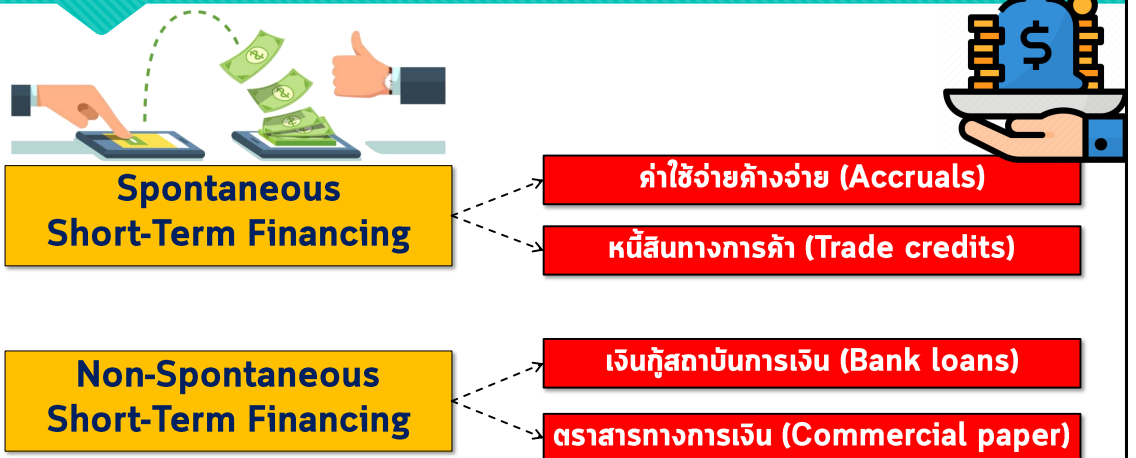 Spontaneous
Short-Term Financing
ค่าใช้จ่ายค้างจ่าย (Accruals)
หนี้สินทางการค้า (Trade credits)
Non-Spontaneous
Short-Term Financing
เงินกู้สถาบันการเงิน (Bank loans)
ตราสารทางการเงิน (Commercial paper)